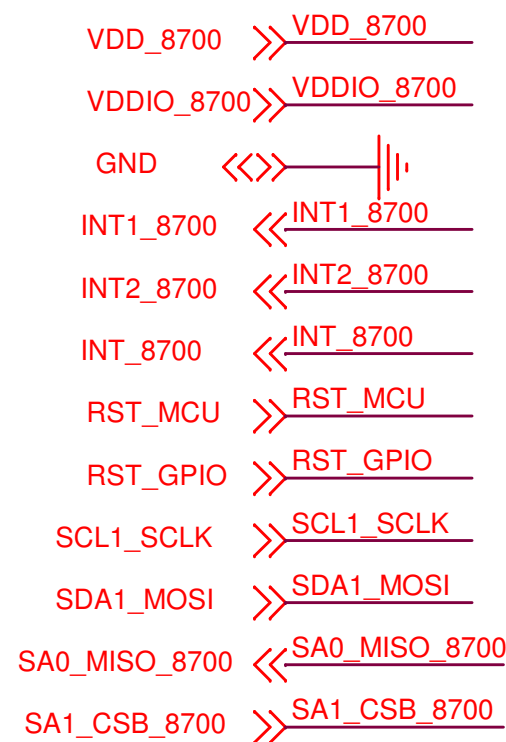 VDD_8700 VDD_8700
VDDIO_8700 VDDIO_8700
GND
INT1_8700 INT1_8700
INT2_8700 INT2_8700
INT_8700 INT_8700
RST_MCU RST_MCU
RST_GPIO RST_GPIO
SCL1_SCLK SCL1_SCLK
SDA1_MOSI SDA1_MOSI
SA0_MISO_8700 SA0_MISO_8700
SA1_CSB_8700 SA1_CSB_8700